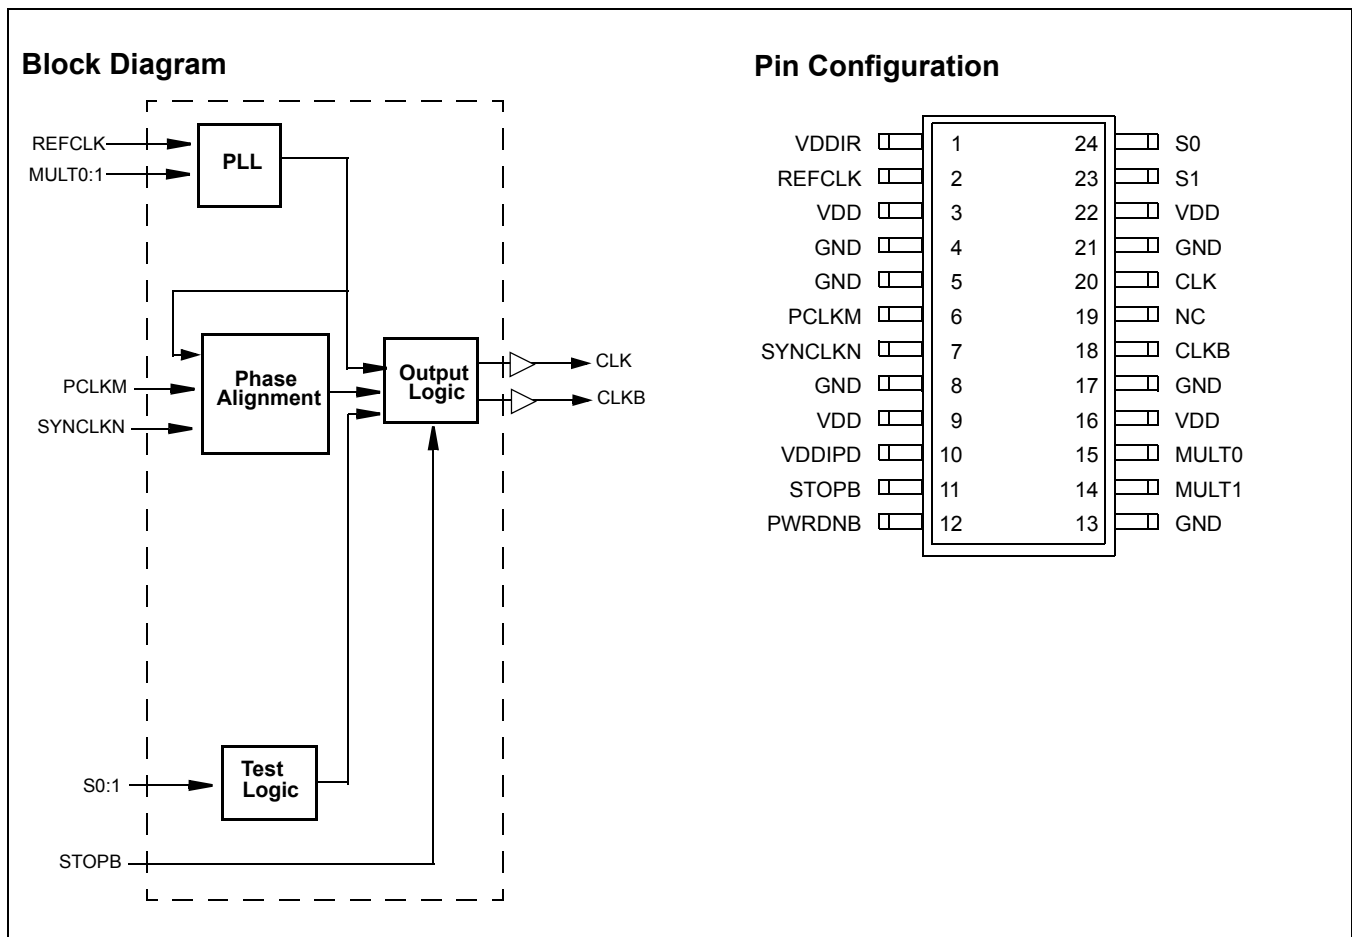 Block Diagram
REFCLK
MULT0:1
PLL
PCLKM
SYNCLKN
Phase
Alignment
Output
Logic
CLK
CLKB
S0:1
Test
Logic
STOPB
Pin Configuration
VDDIR 1 24 S0
REFCLK 2 23 S1
VDD 3 22 VDD
GND 4 21 GND
GND 5 20 CLK
PCLKM 6 19 NC
SYNCLKN 7 18 CLKB
GND 8 17 GND
VDD 9 16 VDD
VDDIPD 10 15 MULT0
STOPB 11 14 MULT1
PWRDNB 12 13 GND